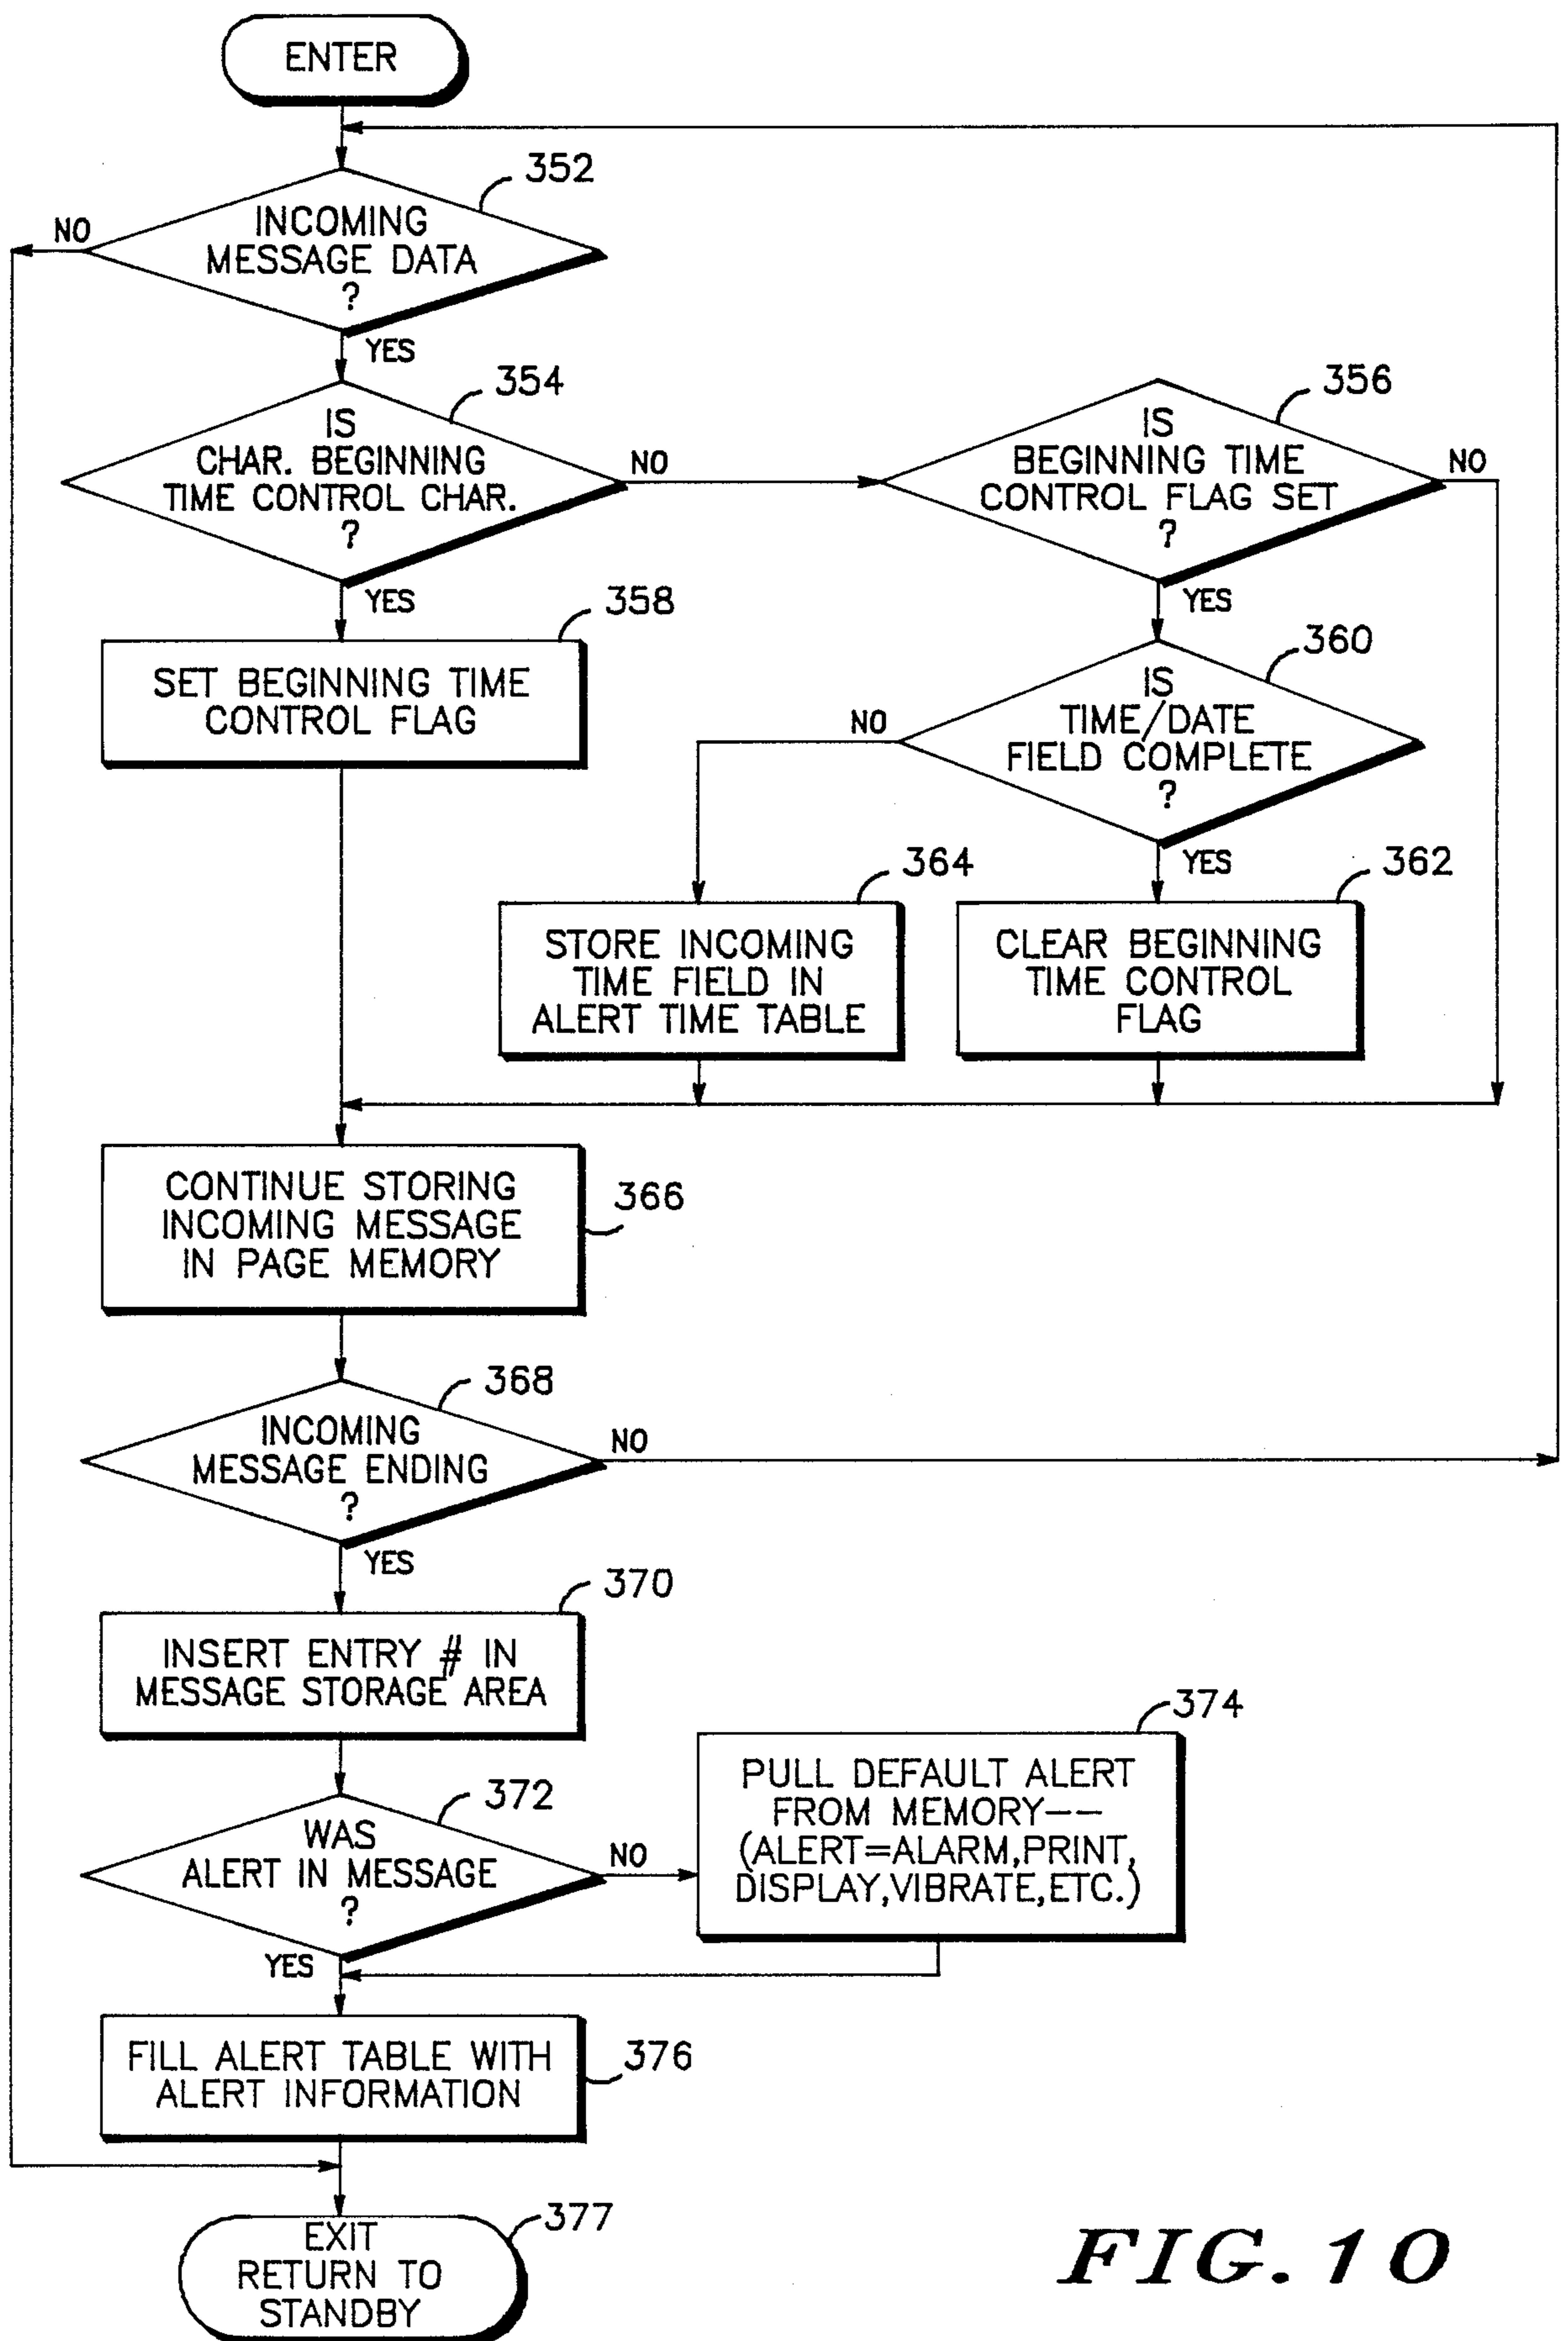 ENTER
352
INCOMING
MESSAGE DATA
?
NO
YES
354
IS
CHAR. BEGINNING
TIME CONTROL CHAR.
?
NO
YES
356
IS
BEGINNING TIME
CONTROL FLAG SET
?
NO
YES
358
SET BEGINNING TIME
CONTROL FLAG
360
IS
TIME/DATE
FIELD COMPLETE
?
NO
YES
364
STORE INCOMING
TIME FIELD IN
ALERT TIME TABLE
362
CLEAR BEGINNING
TIME CONTROL
FLAG
CONTINUE STORING
INCOMING MESSAGE
IN PAGE MEMORY
366
368
INCOMING
MESSAGE ENDING
?
NO
YES
370
INSERT ENTRY # IN
MESSAGE STORAGE AREA
372
WAS
ALERT IN MESSAGE
?
NO
YES
374
PULL DEFAULT ALERT
FROM MEMORY--
(ALERT=ALARM,PRINT,
DISPLAY,VIBRATE,ETC.)
FILL ALERT TABLE WITH
ALERT INFORMATION
376
377
EXIT
RETURN TO
STANDBY
FIG. 10